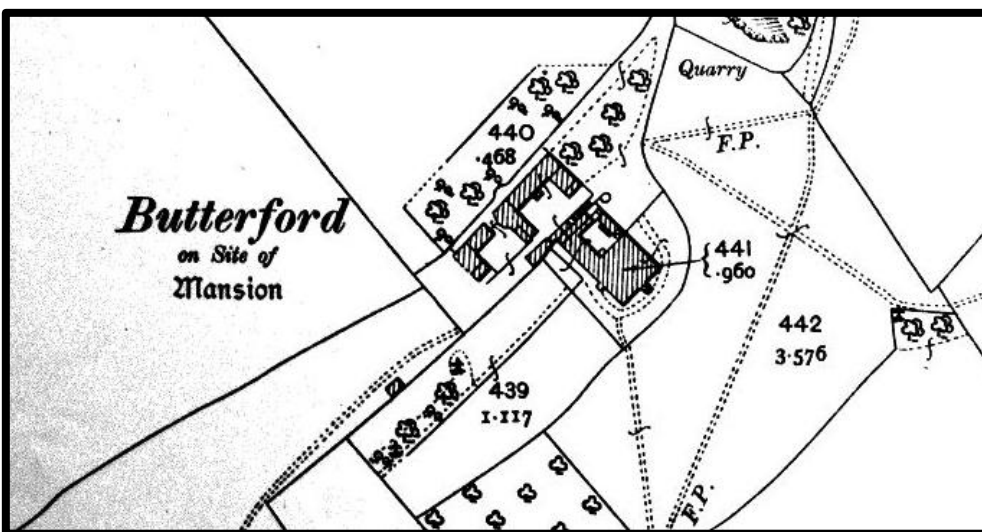 Quarry
F.P.
440
·468
Butterford
on Site of
Mansion
441
·960
442
3·576
439
1·117
F.P.